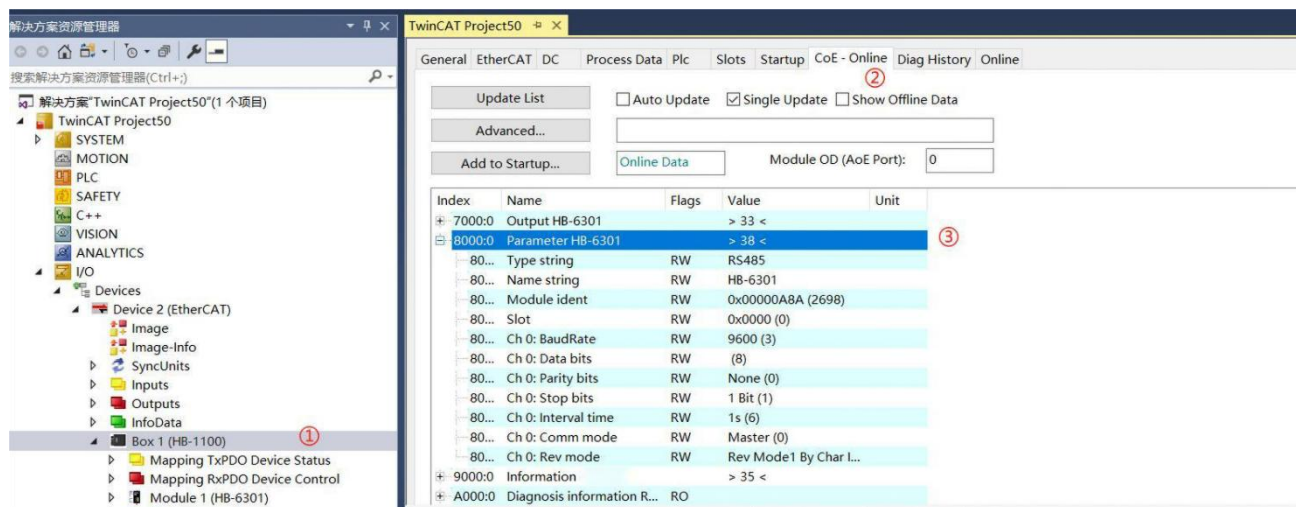 解决方案资源管理器
搜索解决方案资源管理器(Ctrl+;)
解决方案"TwinCAT Project50"(1 个项目)
TwinCAT Project50
SYSTEM
MOTION
PLC
SAFETY
C++
VISION
ANALYTICS
I/O
Devices
Device 2 (EtherCAT)
Image
Image-Info
SyncUnits
Inputs
Outputs
InfoData
Box 1 (HB-1100) ①
Mapping TxPDO Device Status
Mapping RxPDO Device Control
Module 1 (HB-6301)
TwinCAT Project50
General EtherCAT DC Process Data Plc Slots Startup CoE - Online Diag History Online
②
Update List Auto Update Single Update Show Offline Data
Advanced...
Add to Startup... Online Data Module OD (AoE Port): 0
Index Name Flags Value Unit
7000:0 Output HB-6301 > 33 <
8000:0 Parameter HB-6301 > 38 < ③
80... Type string RW RS485
80... Name string RW HB-6301
80... Module ident RW 0x00000A8A (2698)
80... Slot RW 0x0000 (0)
80... Ch 0: BaudRate RW 9600 (3)
80... Ch 0: Data bits RW (8)
80... Ch 0: Parity bits RW None (0)
80... Ch 0: Stop bits RW 1 Bit (1)
80... Ch 0: Interval time RW 1s (6)
80... Ch 0: Comm mode RW Master (0)
80... Ch 0: Rev mode RW Rev Mode1 By Char I...
9000:0 Information > 35 <
A000:0 Diagnosis information R... RO